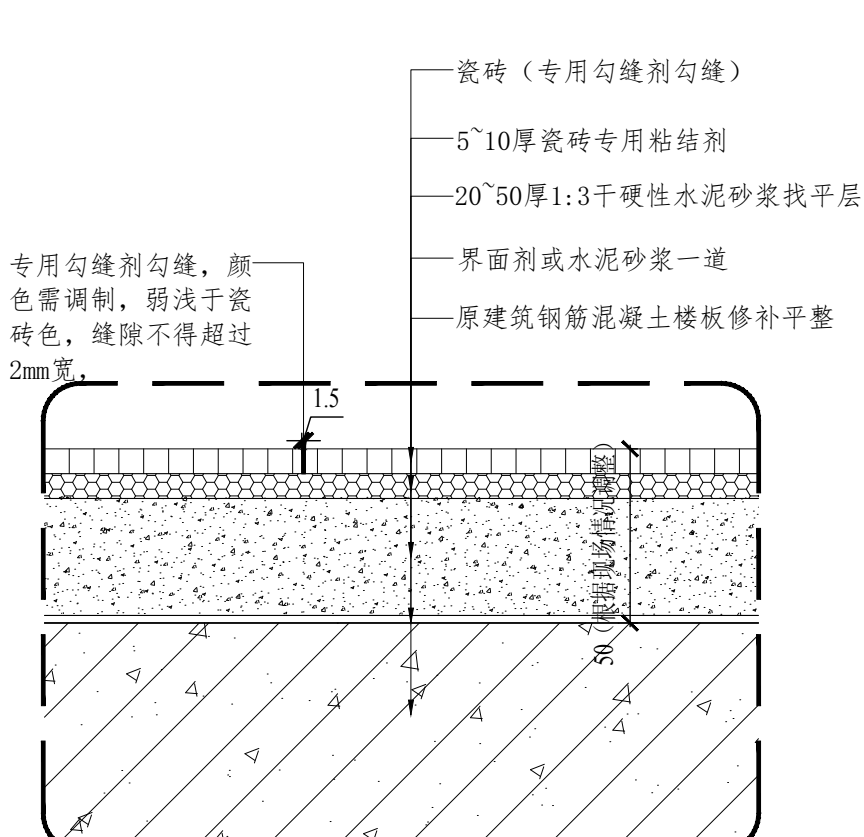 瓷砖（专用勾缝剂勾缝）
5~10厚瓷砖专用粘结剂
20~50厚1:3干硬性水泥砂浆找平层
界面剂或水泥砂浆一道
原建筑钢筋混凝土楼板修补平整
专用勾缝剂勾缝，颜
色需调制，弱浅于瓷
砖色，缝隙不得超过
2mm宽，
1.5
50（根据现场情况调整）